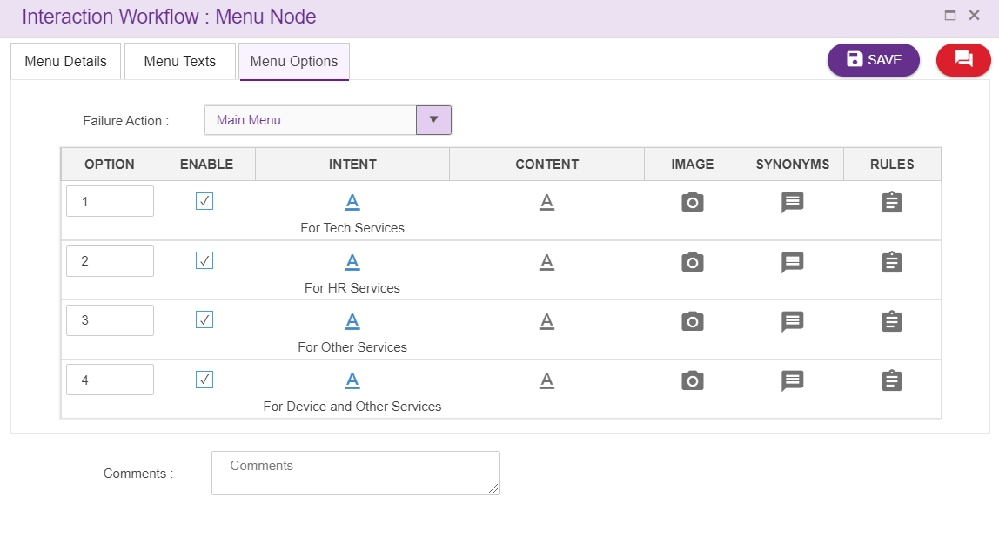 Interaction Workflow : Menu Node
Menu Details Menu Texts Menu Options SAVE
Failure Action : Main Menu
OPTION ENABLE INTENT CONTENT IMAGE SYNONYMS RULES
1 A A
For Tech Services
2 A A
For HR Services
3 A A
For Other Services
4 A A
For Device and Other Services
Comments : Comments